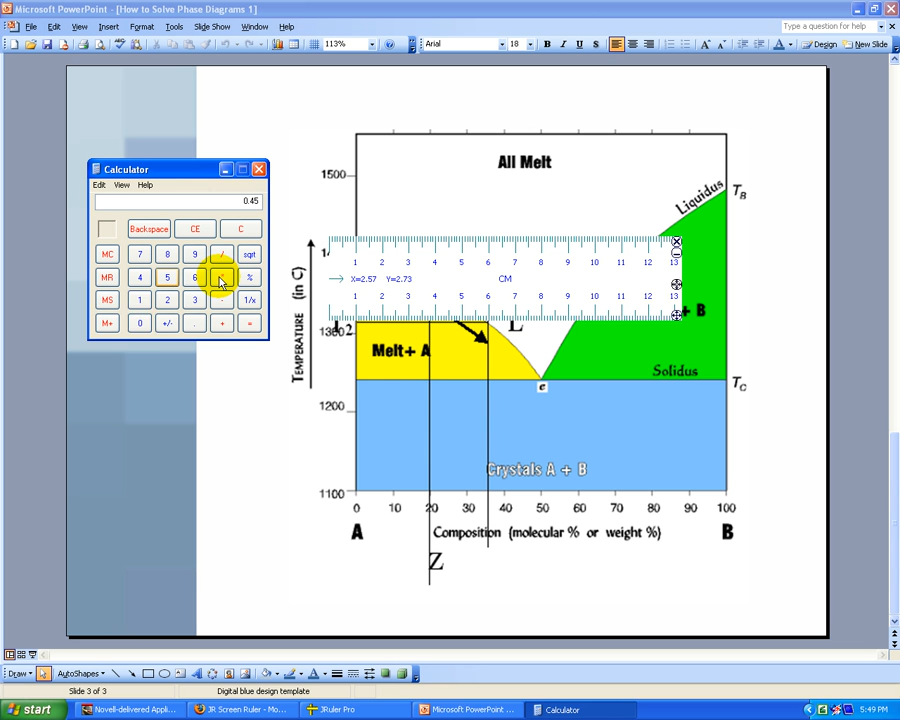 Microsoft PowerPoint - [How to Solve Phase Diagrams 1]
File Edit View Insert Format Tools Slide Show Window Help
Type a question for help
113% Arial 18 B I U S A A A Design New Slide
All Melt
1500
Liquidus
T_B
Calculator
Edit View Help
0.45
Backspace CE C
MC 7 8 9 / sqrt
MR 4 5 6 %
MS 1 2 3 - 1/x
M+ 0 +/- . + =
1 2 3 4 5 6 7 8 9 10 11 12 13
X=2.57 Y=2.73 CM
1 2 3 4 5 6 7 8 9 10 11 12 13
+ B
TEMPERATURE (in C)
1300
2
L
Melt+ A
Solidus
T_C
e
1200
Crystals A + B
1100
0 10 20 30 40 50 60 70 80 90 100
A Composition (molecular % or weight %) B
Z
Draw AutoShapes
Slide 3 of 3 Digital blue design template
start Novell-delivered Appli... JR Screen Ruler - Mo... JRuler Pro Microsoft PowerPoint ... Calculator 5:49 PM